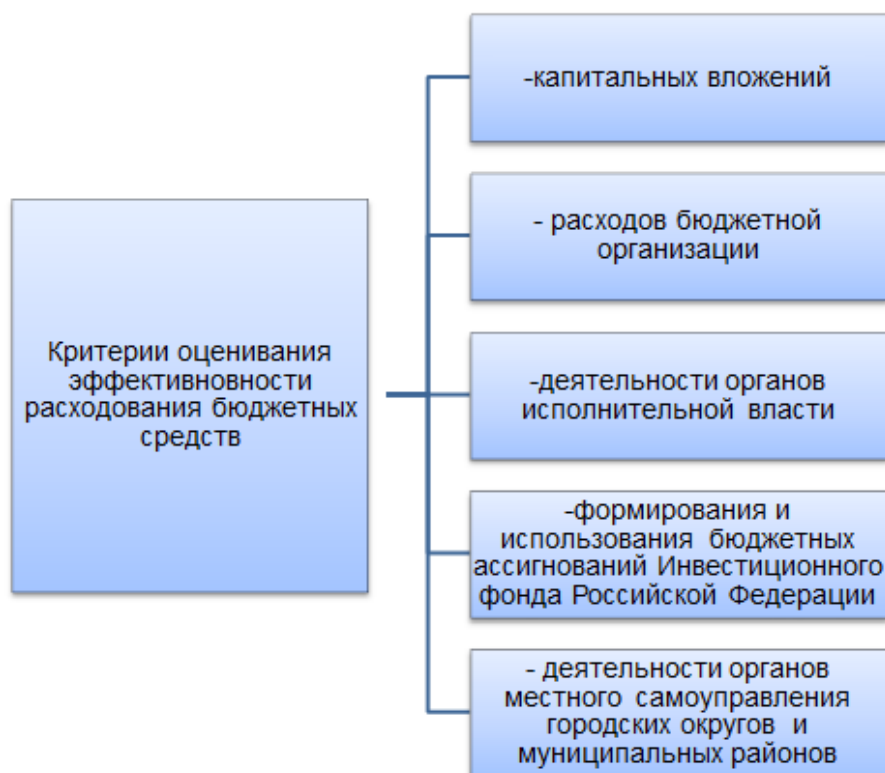 -капитальных вложений
- расходов бюджетной
организации
Критерии оценивания
эффективновности
расходования бюджетных
средств
-деятельности органов
исполнительной власти
-формирования и
использования бюджетных
ассигнований Инвестиционного
фонда Российской Федерации
- деятельности органов
местного самоуправления
городских округов и
муниципальных районов